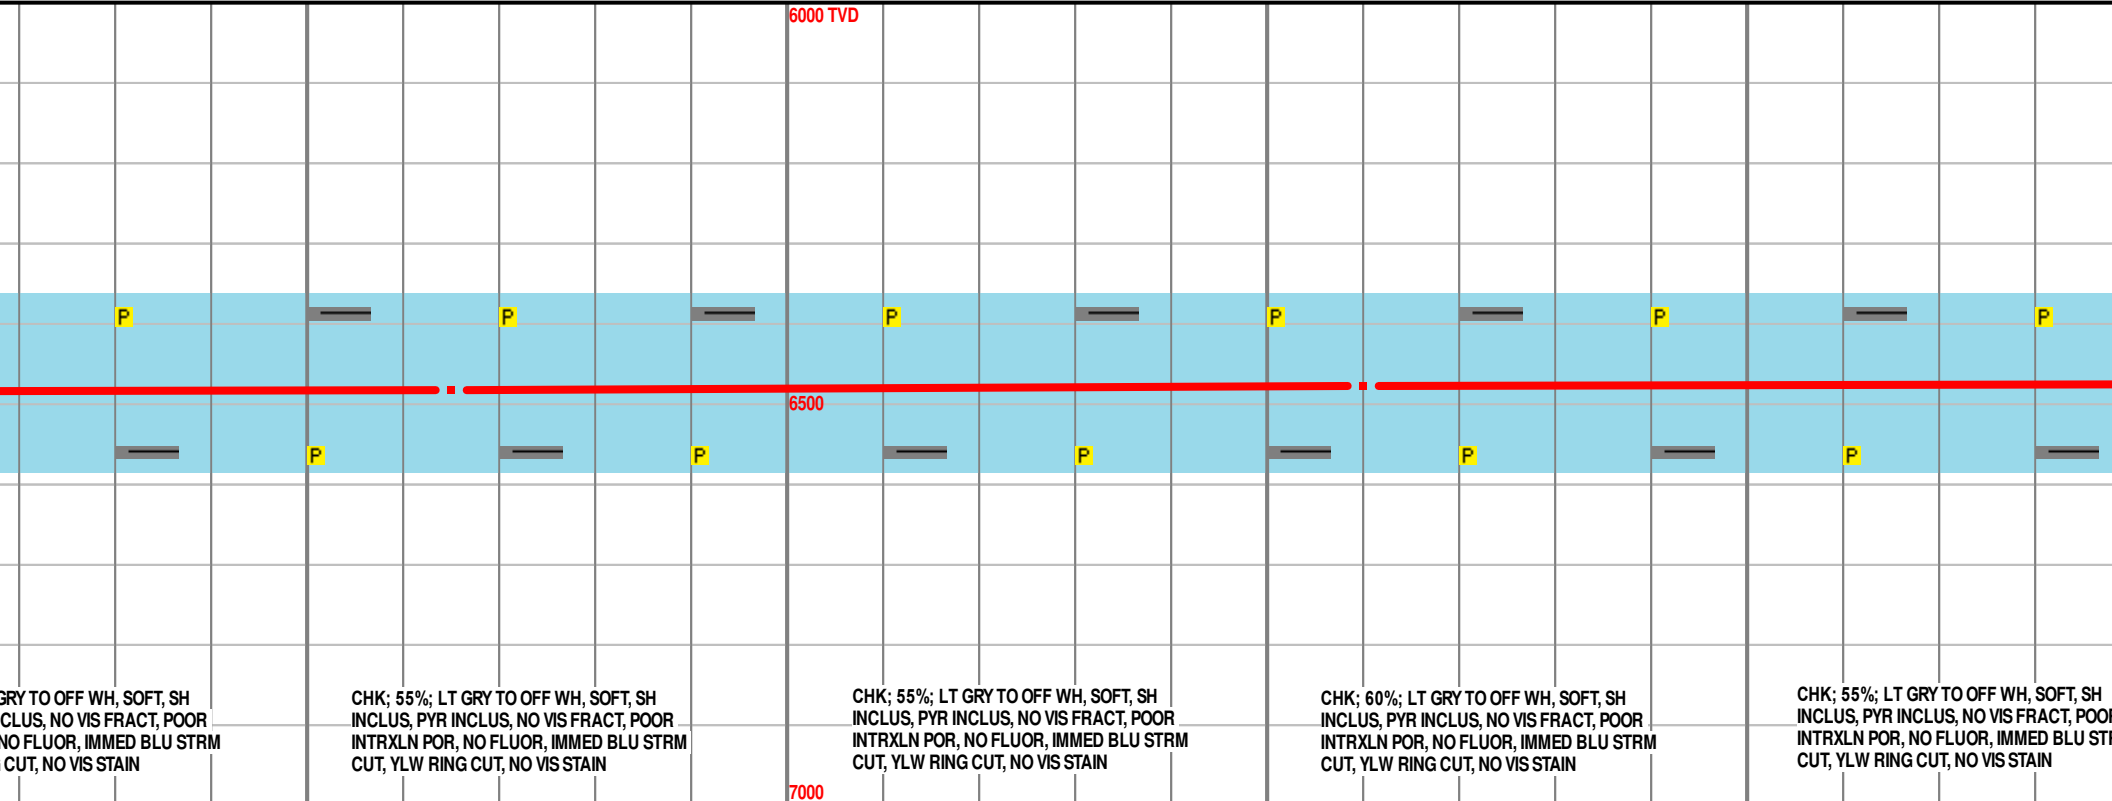 6000 TVD
P P P P P P
6500
P P P P P
GRY TO OFF WH, SOFT, SH
CLUS, NO VIS FRACT, POOR
NO FLUOR, IMMED BLU STRM
CUT, NO VIS STAIN
CHK; 55%; LT GRY TO OFF WH, SOFT, SH
INCLUS, PYR INCLUS, NO VIS FRACT, POOR
INTRXLN POR, NO FLUOR, IMMED BLU STRM
CUT, YLW RING CUT, NO VIS STAIN
CHK; 55%; LT GRY TO OFF WH, SOFT, SH
INCLUS, PYR INCLUS, NO VIS FRACT, POOR
INTRXLN POR, NO FLUOR, IMMED BLU STRM
CUT, YLW RING CUT, NO VIS STAIN
CHK; 60%; LT GRY TO OFF WH, SOFT, SH
INCLUS, PYR INCLUS, NO VIS FRACT, POOR
INTRXLN POR, NO FLUOR, IMMED BLU STRM
CUT, YLW RING CUT, NO VIS STAIN
CHK; 55%; LT GRY TO OFF WH, SOFT, SH
INCLUS, PYR INCLUS, NO VIS FRACT, POOR
INTRXLN POR, NO FLUOR, IMMED BLU STR
CUT, YLW RING CUT, NO VIS STAIN
7000